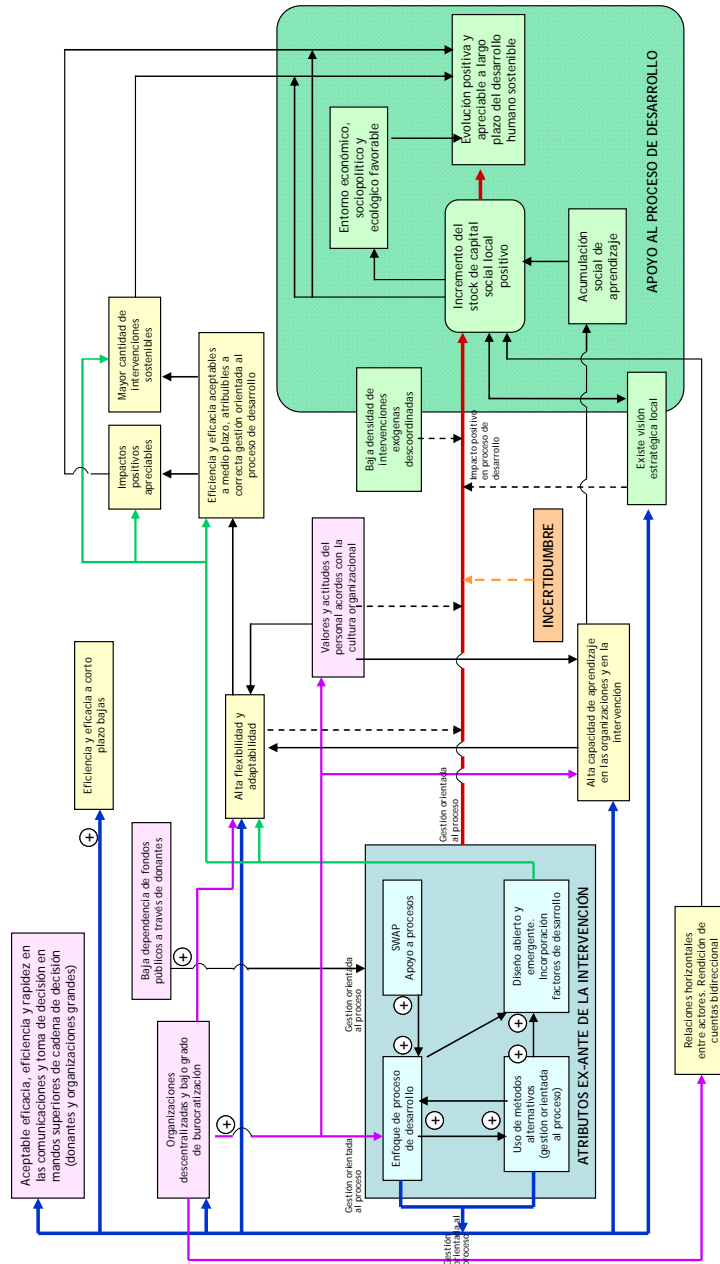 Aceptable eficacia, eficiencia y rapidez en
las comunicaciones y toma de decisión en
mandos superiores de cadena de decisión
(donantes y organizaciones grandes)
Eficiencia y eficacia a corto
plazo bajas
Organizaciones
descentralizadas y bajo grado
de burocratización
Baja dependencia de fondos
públicos a través de donantes
Alta flexibilidad y
adaptabilidad
Valores y actitudes del
personal acordes con la
cultura organizacional
Impactos
positivos
apreciables
Mayor cantidad de
intervenciones
sostenibles
Eficiencia y eficacia aceptables
a medio plazo, atribuibles a
correcta gestión orientada al
proceso de desarrollo
Gestión orientada
al proceso
Gestión orientada
al proceso
Gestión orientada
al proceso
Gestión
orientada al
proceso
SWAP
Apoyo a procesos
Enfoque de proceso
de desarrollo
Diseño abierto y
emergente.
Incorporación
factores de desarrollo
Uso de métodos
alternativos
(gestión orientada
al proceso)
+
+
+
+
+
+
+
+
+
ATRIBUTOS EX-ANTE DE LA INTERVENCIÓN
INCERTIDUMBRE
Impacto positivo
en proceso de
desarrollo
Baja densidad de
intervenciones
exógenas
descoordinadas
Existe visión
estratégica local
Entorno económico,
sociopolítico y
ecológico favorable
Evolución positiva y
apreciable a largo
plazo del desarrollo
humano sostenible
Incremento del
stock de capital
social local
positivo
Acumulación
social de
aprendizaje
APOYO AL PROCESO DE DESARROLLO
Alta capacidad de aprendizaje
en las organizaciones y en la
intervención
Relaciones horizontales
entre actores. Rendición de
cuentas bidireccional